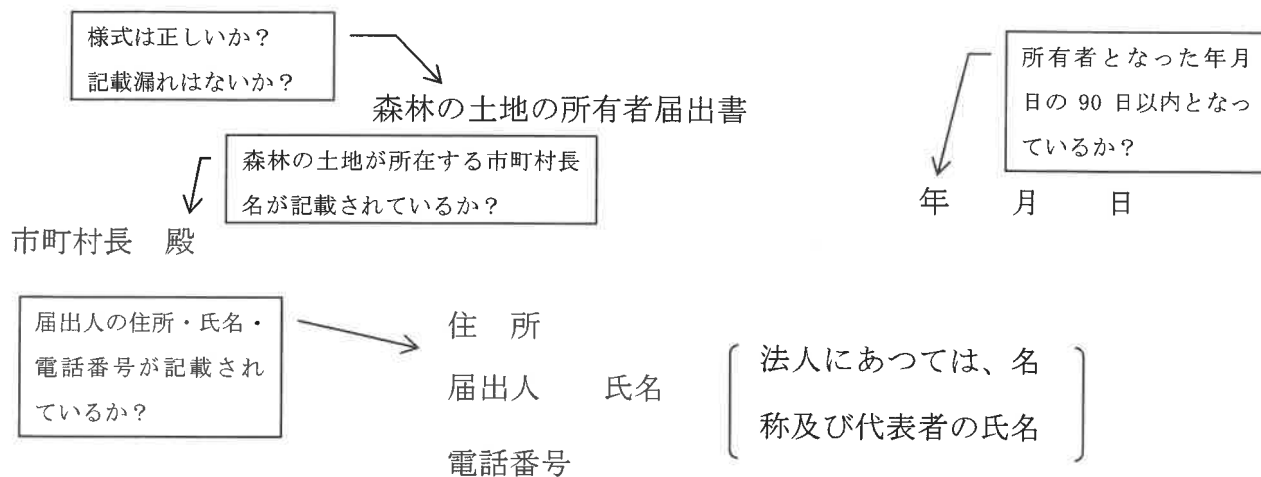 様式は正しいか？
記載漏れはないか？
所有者となった年月
日の 90 日以内となっ
ているか？
森林の土地の所有者届出書
森林の土地が所在する市町村長
名が記載されているか？
年　月　日
市町村長　殿
届出人の住所・氏名・
電話番号が記載され
ているか？
住　所
届出人　氏名
法人にあつては、名
称及び代表者の氏名
電話番号